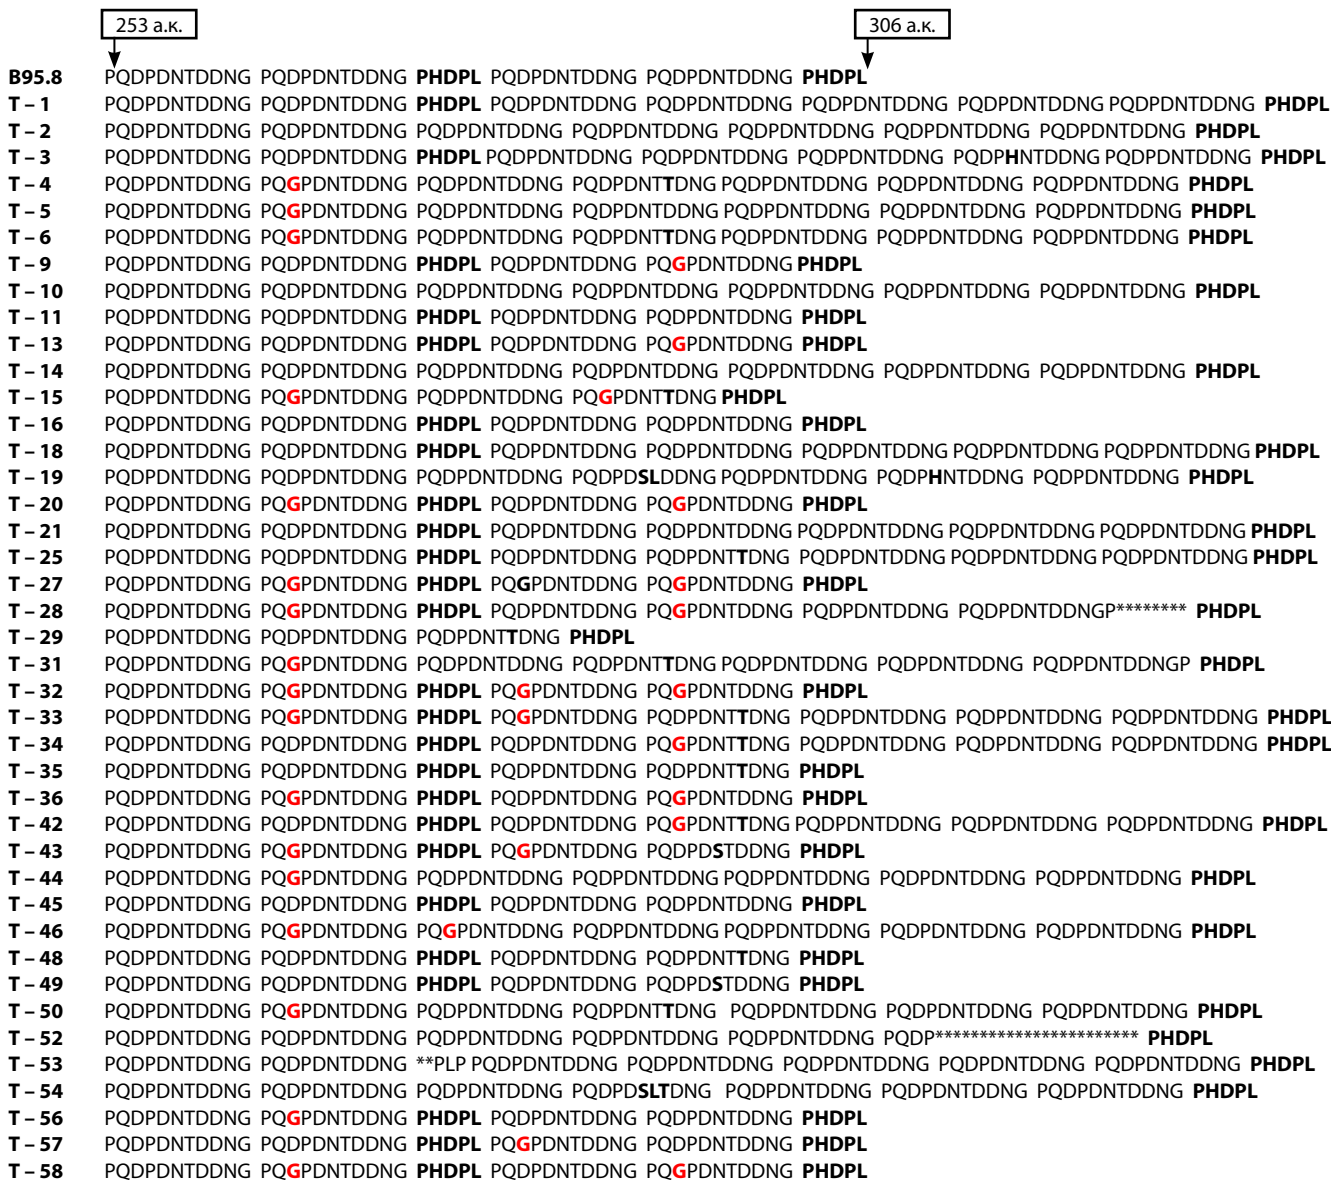 253 а.к. 306 а.к.
B95.8 PQDPDNTDDNG PQDPDNTDDNG PHDPL PQDPDNTDDNG PQDPDNTDDNG PHDPL
T – 1 PQDPDNTDDNG PQDPDNTDDNG PHDPL PQDPDNTDDNG PQDPDNTDDNG PQDPDNTDDNG PQDPDNTDDNG PQDPDNTDDNG PHDPL
T – 2 PQDPDNTDDNG PQDPDNTDDNG PQDPDNTDDNG PQDPDNTDDNG PQDPDNTDDNG PQDPDNTDDNG PQDPDNTDDNG PHDPL
T – 3 PQDPDNTDDNG PQDPDNTDDNG PHDPL PQDPDNTDDNG PQDPDNTDDNG PQDPDNTDDNG PQDPHNTDDNG PQDPDNTDDNG PHDPL
T – 4 PQDPDNTDDNG PQGPDNTDDNG PQDPDNTDDNG PQDPDNTTDNG PQDPDNTDDNG PQDPDNTDDNG PQDPDNTDDNG PHDPL
T – 5 PQDPDNTDDNG PQGPDNTDDNG PQDPDNTDDNG PQDPDNTDDNG PQDPDNTDDNG PQDPDNTDDNG PQDPDNTDDNG PHDPL
T – 6 PQDPDNTDDNG PQGPDNTDDNG PQDPDNTDDNG PQDPDNTTDNG PQDPDNTDDNG PQDPDNTDDNG PQDPDNTDDNG PHDPL
T – 9 PQDPDNTDDNG PQDPDNTDDNG PHDPL PQDPDNTDDNG PQGPDNTDDNG PHDPL
T – 10 PQDPDNTDDNG PQDPDNTDDNG PQDPDNTDDNG PQDPDNTDDNG PQDPDNTDDNG PQDPDNTDDNG PQDPDNTDDNG PHDPL
T – 11 PQDPDNTDDNG PQDPDNTDDNG PHDPL PQDPDNTDDNG PQDPDNTDDNG PHDPL
T – 13 PQDPDNTDDNG PQDPDNTDDNG PHDPL PQDPDNTDDNG PQGPDNTDDNG PHDPL
T – 14 PQDPDNTDDNG PQDPDNTDDNG PQDPDNTDDNG PQDPDNTDDNG PQDPDNTDDNG PQDPDNTDDNG PQDPDNTDDNG PHDPL
T – 15 PQDPDNTDDNG PQGPDNTDDNG PQDPDNTDDNG PQGPDNTTDNG PHDPL
T – 16 PQDPDNTDDNG PQDPDNTDDNG PHDPL PQDPDNTDDNG PQDPDNTDDNG PHDPL
T – 18 PQDPDNTDDNG PQDPDNTDDNG PHDPL PQDPDNTDDNG PQDPDNTDDNG PQDPDNTDDNG PQDPDNTDDNG PQDPDNTDDNG PHDPL
T – 19 PQDPDNTDDNG PQDPDNTDDNG PQDPDNTDDNG PQDPDSLDDNG PQDPDNTDDNG PQDPHNTDDNG PQDPDNTDDNG PHDPL
T – 20 PQDPDNTDDNG PQGPDNTDDNG PHDPL PQDPDNTDDNG PQGPDNTDDNG PHDPL
T – 21 PQDPDNTDDNG PQDPDNTDDNG PHDPL PQDPDNTDDNG PQDPDNTDDNG PQDPDNTDDNG PQDPDNTDDNG PQDPDNTDDNG PHDPL
T – 25 PQDPDNTDDNG PQDPDNTDDNG PHDPL PQDPDNTDDNG PQDPDNTTDNG PQDPDNTDDNG PQDPDNTDDNG PQDPDNTDDNG PHDPL
T – 27 PQDPDNTDDNG PQGPDNTDDNG PHDPL PQGPDNTDDNG PQGPDNTDDNG PHDPL
T – 28 PQDPDNTDDNG PQGPDNTDDNG PHDPL PQDPDNTDDNG PQGPDNTDDNG PQDPDNTDDNG PQDPDNTDDNGP******** PHDPL
T – 29 PQDPDNTDDNG PQDPDNTDDNG PQDPDNTTDNG PHDPL
T – 31 PQDPDNTDDNG PQGPDNTDDNG PQDPDNTDDNG PQDPDNTTDNG PQDPDNTDDNG PQDPDNTDDNG PQDPDNTDDNGP PHDPL
T – 32 PQDPDNTDDNG PQGPDNTDDNG PHDPL PQGPDNTDDNG PQGPDNTDDNG PHDPL
T – 33 PQDPDNTDDNG PQGPDNTDDNG PHDPL PQGPDNTDDNG PQDPDNTTDNG PQDPDNTDDNG PQDPDNTDDNG PQDPDNTDDNG PHDPL
T – 34 PQDPDNTDDNG PQDPDNTDDNG PHDPL PQDPDNTDDNG PQGPDNTTDNG PQDPDNTDDNG PQDPDNTDDNG PQDPDNTDDNG PHDPL
T – 35 PQDPDNTDDNG PQDPDNTDDNG PHDPL PQDPDNTDDNG PQDPDNTTDNG PHDPL
T – 36 PQDPDNTDDNG PQGPDNTDDNG PHDPL PQDPDNTDDNG PQGPDNTDDNG PHDPL
T – 42 PQDPDNTDDNG PQDPDNTDDNG PHDPL PQDPDNTDDNG PQGPDNTTDNG PQDPDNTDDNG PQDPDNTDDNG PQDPDNTDDNG PHDPL
T – 43 PQDPDNTDDNG PQGPDNTDDNG PHDPL PQGPDNTDDNG PQDPDSTDDNG PHDPL
T – 44 PQDPDNTDDNG PQGPDNTDDNG PQDPDNTDDNG PQDPDNTDDNG PQDPDNTDDNG PQDPDNTDDNG PQDPDNTDDNG PHDPL
T – 45 PQDPDNTDDNG PQDPDNTDDNG PHDPL PQDPDNTDDNG PQDPDNTDDNG PHDPL
T – 46 PQDPDNTDDNG PQGPDNTDDNG PQGPDNTDDNG PQDPDNTDDNG PQDPDNTDDNG PQDPDNTDDNG PQDPDNTDDNG PHDPL
T – 48 PQDPDNTDDNG PQDPDNTDDNG PHDPL PQDPDNTDDNG PQDPDNTTDNG PHDPL
T – 49 PQDPDNTDDNG PQDPDNTDDNG PHDPL PQDPDNTDDNG PQDPDSTDDNG PHDPL
T – 50 PQDPDNTDDNG PQGPDNTDDNG PQDPDNTDDNG PQDPDNTTDNG PQDPDNTDDNG PQDPDNTDDNG PQDPDNTDDNG PHDPL
T – 52 PQDPDNTDDNG PQDPDNTDDNG PQDPDNTDDNG PQDPDNTDDNG PQDPDNTDDNG PQDP*********************** PHDPL
T – 53 PQDPDNTDDNG PQDPDNTDDNG **PLP PQDPDNTDDNG PQDPDNTDDNG PQDPDNTDDNG PQDPDNTDDNG PQDPDNTDDNG PHDPL
T – 54 PQDPDNTDDNG PQDPDNTDDNG PQDPDNTDDNG PQDPDSLTDNG PQDPDNTDDNG PQDPDNTDDNG PQDPDNTDDNG PHDPL
T – 56 PQDPDNTDDNG PQGPDNTDDNG PHDPL PQDPDNTDDNG PQDPDNTDDNG PHDPL
T – 57 PQDPDNTDDNG PQDPDNTDDNG PHDPL PQGPDNTDDNG PQDPDNTDDNG PHDPL
T – 58 PQDPDNTDDNG PQGPDNTDDNG PHDPL PQDPDNTDDNG PQGPDNTDDNG PHDPL